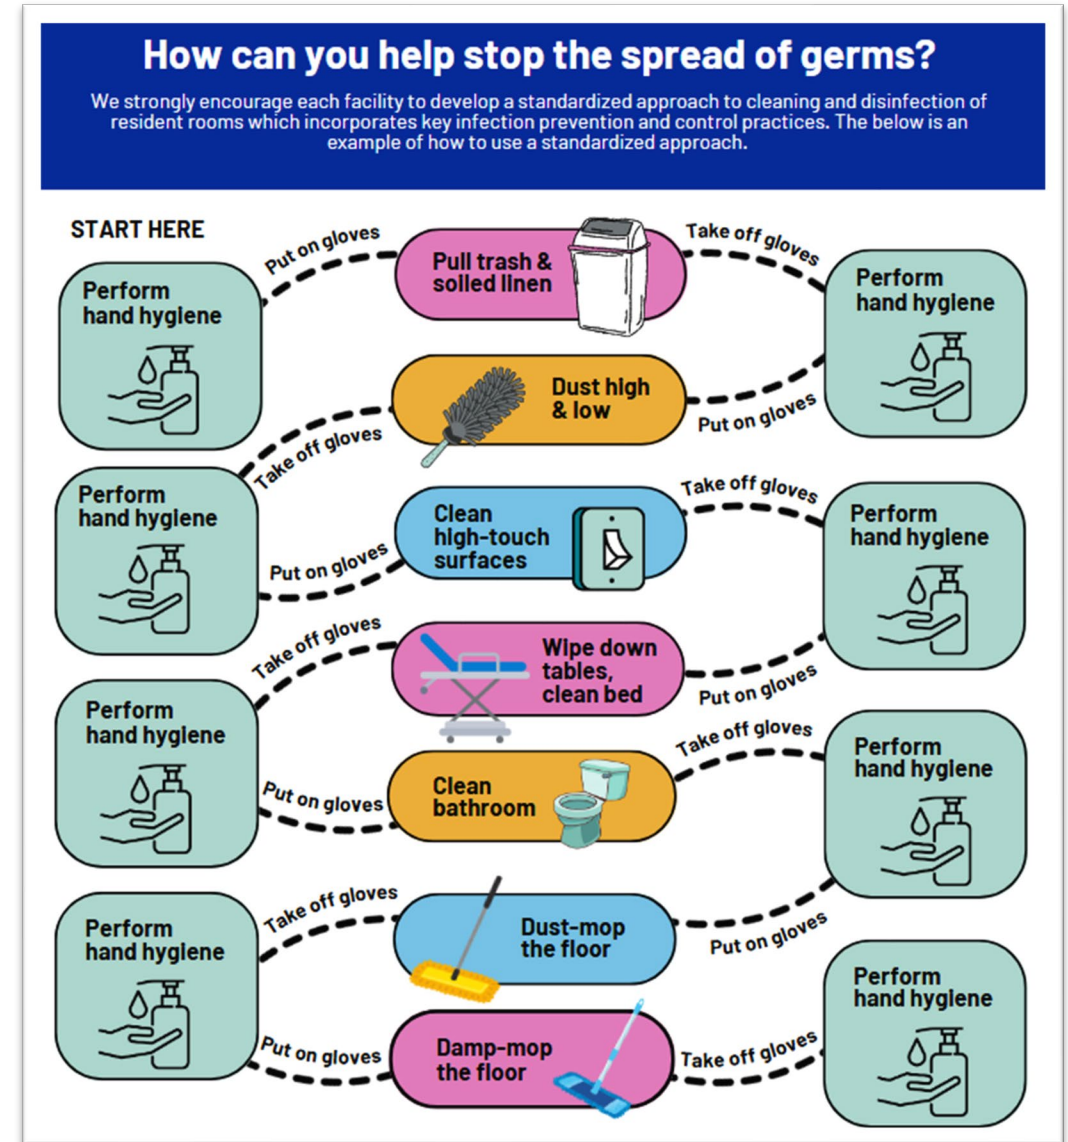 How can you help stop the spread of germs?
We strongly encourage each facility to develop a standardized approach to cleaning and disinfection of
resident rooms which incorporates key infection prevention and control practices. The below is an
example of how to use a standardized approach.
START HERE
Perform
hand hygiene
Put on gloves
Pull trash &
soiled linen
Take off gloves
Perform
hand hygiene
Put on gloves
Dust high
& low
Take off gloves
Perform
hand hygiene
Put on gloves
Clean
high-touch
surfaces
Take off gloves
Perform
hand hygiene
Put on gloves
Wipe down
tables,
clean bed
Take off gloves
Perform
hand hygiene
Put on gloves
Clean
bathroom
Take off gloves
Perform
hand hygiene
Put on gloves
Dust-mop
the floor
Take off gloves
Perform
hand hygiene
Put on gloves
Damp-mop
the floor
Take off gloves
Perform
hand hygiene